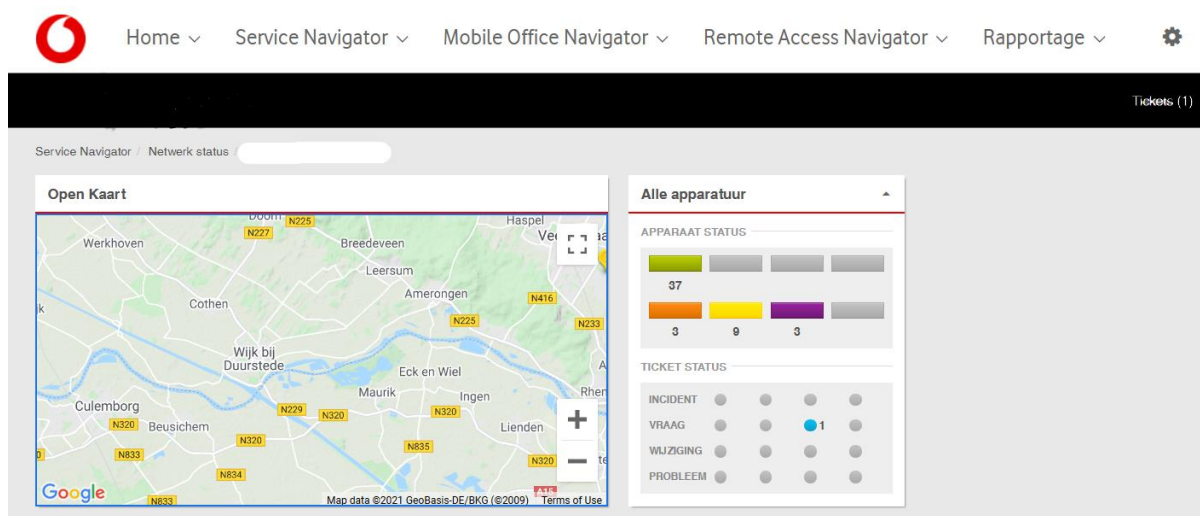 Home Service Navigator Mobile Office Navigator Remote Access Navigator Rapportage
Tickets (1)
Service Navigator / Netwerk status /
Open Kaart
Doorn
N225
Haspel
N227
Werkhoven
Breedeveen
Leersum
Cothen
Amerongen
N416
N225
N233
Wijk bij
Duurstede
Eck en Wiel
Maurik
Ingen
Culemborg
N229
N320
N320
N320
Beusichem
Lienden
N320
N835
N833
N320
N834
A15
Google
N833
Map data ©2021 GeoBasis-DE/BKG (©2009) Terms of Use
Alle apparatuur
APPARAAT STATUS
37
3 9 3
TICKET STATUS
INCIDENT
VRAAG 1
WIJZIGING
PROBLEEM